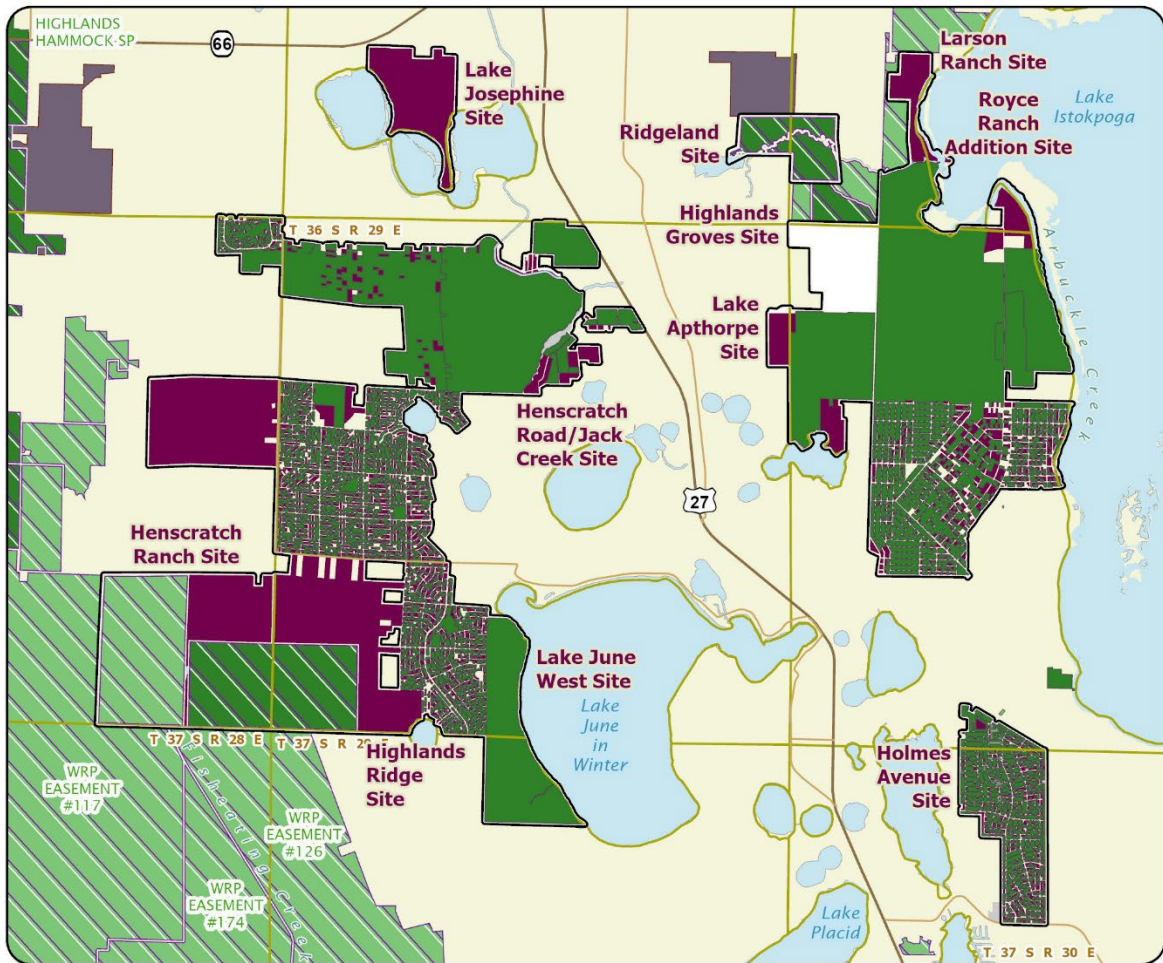 HIGHLANDS
HAMMOCK-SP
66
Lake
Josephine
Site
Larson
Ranch Site
Lake
Istokpoga
Royce
Ranch
Addition Site
Ridgeland
Site
Highlands
Groves Site
T 36 S R 29 E
Arbuckle Creek
Lake
Apthorpe
Site
Henscratch
Road/Jack
Creek Site
27
Henscratch
Ranch Site
Lake June
West Site
Lake
June
in
Winter
T 37 S R 28 E
T 37 S R 29 E
Highlands
Ridge
Site
Holmes
Avenue
Site
WRP
EASEMENT
#117
Fisheating Creek
WRP
EASEMENT
#126
WRP
EASEMENT
#174
Lake
Placid
T 37 S R 30 E